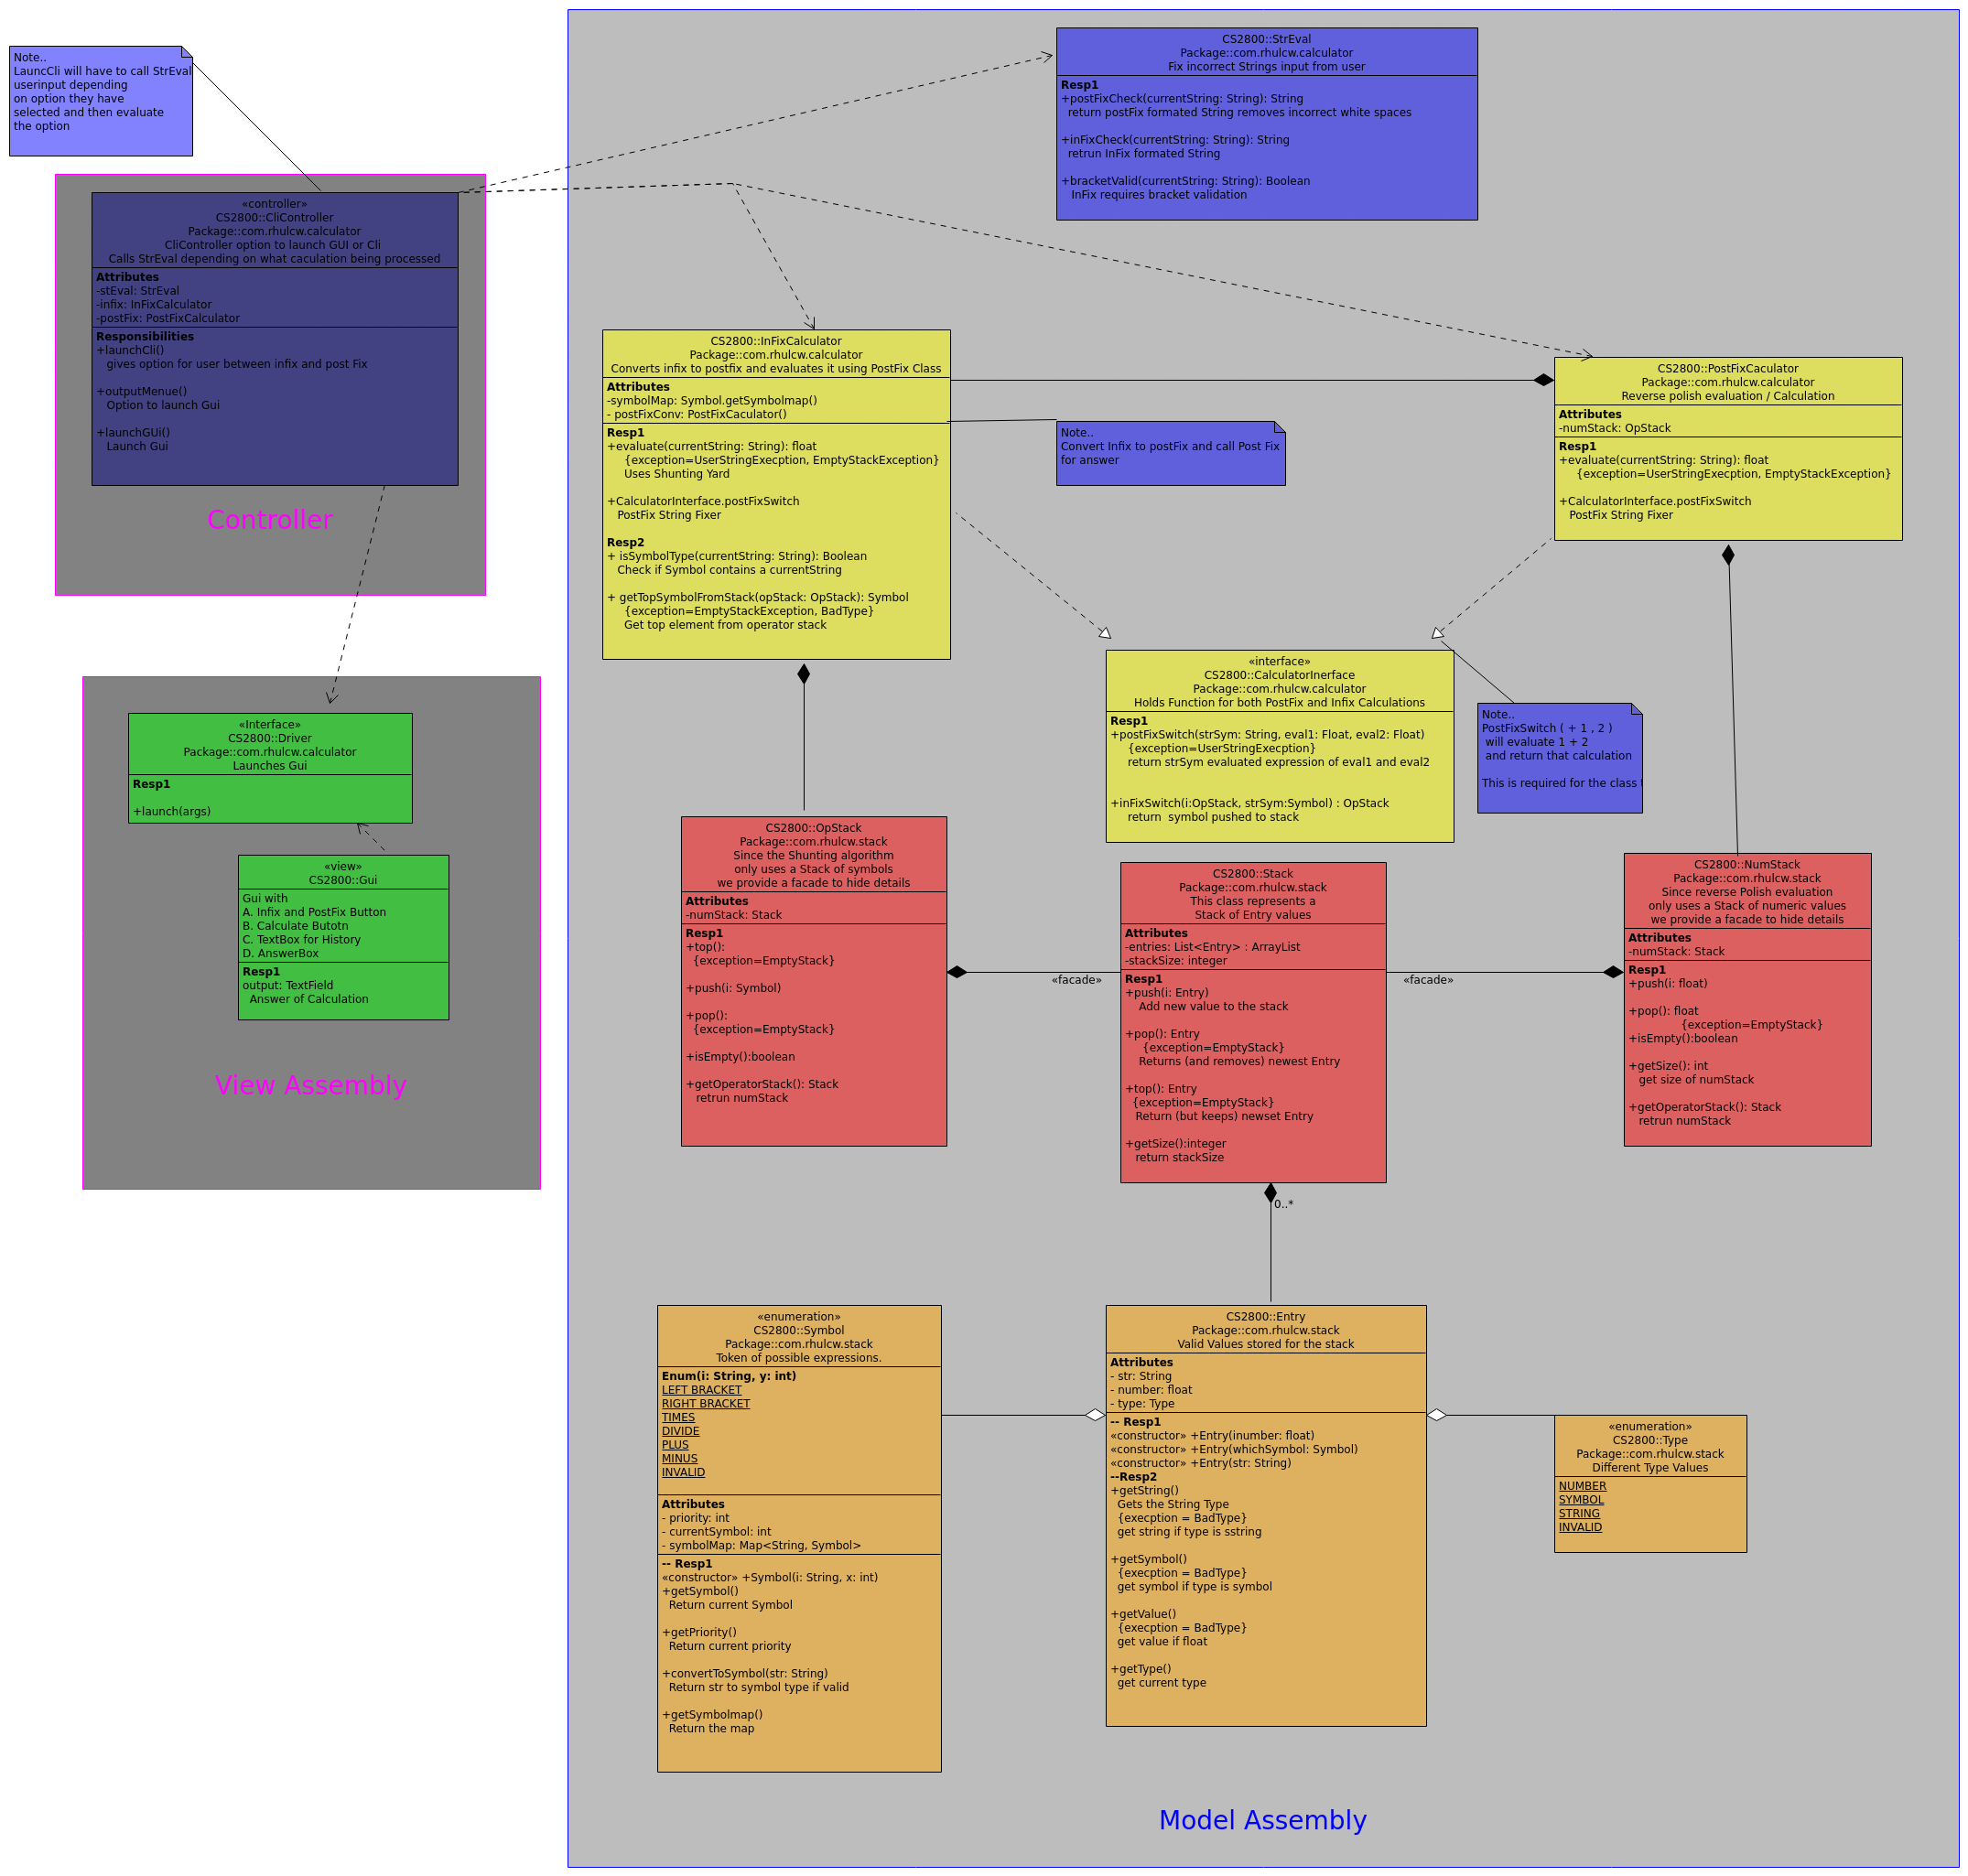 Note..
LauncCli will have to call StrEval
userinput depending
on option they have
selected and then evaluate
the option
«controller»
CS2800::CliController
Package::com.rhulcw.calculator
CliController option to launch GUI or Cli
Calls StrEval depending on what caculation being processed
Attributes
-stEval: StrEval
-infix: InFixCalculator
-postFix: PostFixCalculator
Responsibilities
+launchCli()
gives option for user between infix and post Fix
+outputMenue()
Option to launch Gui
+launchGUi()
Launch Gui
Controller
«Interface»
CS2800::Driver
Package::com.rhulcw.calculator
Launches Gui
Resp1
+launch(args)
«view»
CS2800::Gui
Gui with
A. Infix and PostFix Button
B. Calculate Butotn
C. TextBox for History
D. AnswerBox
Resp1
output: TextField
Answer of Calculation
View Assembly
CS2800::StrEval
Package::com.rhulcw.calculator
Fix incorrect Strings input from user
Resp1
+postFixCheck(currentString: String): String
return postFix formated String removes incorrect white spaces
+inFixCheck(currentString: String): String
retrun InFix formated String
+bracketValid(currentString: String): Boolean
InFix requires bracket validation
CS2800::InFixCalculator
Package::com.rhulcw.calculator
Converts infix to postfix and evaluates it using PostFix Class
Attributes
-symbolMap: Symbol.getSymbolmap()
- postFixConv: PostFixCaculator()
Resp1
+evaluate(currentString: String): float
{exception=UserStringExecption, EmptyStackException}
Uses Shunting Yard
+CalculatorInterface.postFixSwitch
PostFix String Fixer
Resp2
+ isSymbolType(currentString: String): Boolean
Check if Symbol contains a currentString
+ getTopSymbolFromStack(opStack: OpStack): Symbol
{exception=EmptyStackException, BadType}
Get top element from operator stack
Note..
Convert Infix to postFix and call Post Fix
for answer
CS2800::PostFixCaculator
Package::com.rhulcw.calculator
Reverse polish evaluation / Calculation
Attributes
-numStack: OpStack
Resp1
+evaluate(currentString: String): float
{exception=UserStringExecption, EmptyStackException}
+CalculatorInterface.postFixSwitch
PostFix String Fixer
«interface»
CS2800::CalculatorInerface
Package::com.rhulcw.calculator
Holds Function for both PostFix and Infix Calculations
Resp1
+postFixSwitch(strSym: String, eval1: Float, eval2: Float)
{exception=UserStringExecption}
return strSym evaluated expression of eval1 and eval2
+inFixSwitch(i:OpStack, strSym:Symbol) : OpStack
return  symbol pushed to stack
Note..
PostFixSwitch ( + 1 , 2 )
will evaluate 1 + 2
and return that calculation
This is required for the class
CS2800::OpStack
Package::com.rhulcw.stack
Since the Shunting algorithm
only uses a Stack of symbols
we provide a facade to hide details
Attributes
-numStack: Stack
Resp1
+top():
{exception=EmptyStack}
+push(i: Symbol)
+pop():
{exception=EmptyStack}
+isEmpty():boolean
+getOperatorStack(): Stack
retrun numStack
«facade»
CS2800::Stack
Package::com.rhulcw.stack
This class represents a
Stack of Entry values
Attributes
-entries: List<Entry> : ArrayList
-stackSize: integer
Resp1
+push(i: Entry)
Add new value to the stack
+pop(): Entry
{exception=EmptyStack}
Returns (and removes) newest Entry
+top(): Entry
{exception=EmptyStack}
Return (but keeps) newset Entry
+getSize():integer
return stackSize
0..*
«facade»
CS2800::NumStack
Package::com.rhulcw.stack
Since reverse Polish evaluation
only uses a Stack of numeric values
we provide a facade to hide details
Attributes
-numStack: Stack
Resp1
+push(i: float)
+pop(): float
{exception=EmptyStack}
+isEmpty():boolean
+getSize(): int
get size of numStack
+getOperatorStack(): Stack
retrun numStack
«enumeration»
CS2800::Symbol
Package::com.rhulcw.stack
Token of possible expressions.
Enum(i: String, y: int)
LEFT BRACKET
RIGHT BRACKET
TIMES
DIVIDE
PLUS
MINUS
INVALID
Attributes
- priority: int
- currentSymbol: int
- symbolMap: Map<String, Symbol>
-- Resp1
«constructor» +Symbol(i: String, x: int)
+getSymbol()
Return current Symbol
+getPriority()
Return current priority
+convertToSymbol(str: String)
Return str to symbol type if valid
+getSymbolmap()
Return the map
CS2800::Entry
Package::com.rhulcw.stack
Valid Values stored for the stack
Attributes
- str: String
- number: float
- type: Type
-- Resp1
«constructor» +Entry(inumber: float)
«constructor» +Entry(whichSymbol: Symbol)
«constructor» +Entry(str: String)
--Resp2
+getString()
Gets the String Type
{execption = BadType}
get string if type is sstring
+getSymbol()
{execption = BadType}
get symbol if type is symbol
+getValue()
{execption = BadType}
get value if float
+getType()
get current type
«enumeration»
CS2800::Type
Package::com.rhulcw.stack
Different Type Values
NUMBER
SYMBOL
STRING
INVALID
Model Assembly